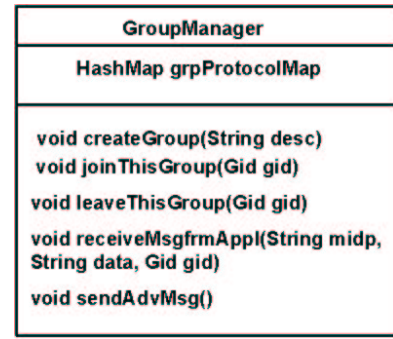 GroupManager
HashMap grpProtocolMap
void createGroup(String desc)
void joinThisGroup(Gid gid)
void leaveThisGroup(Gid gid)
void receiveMsgfrmAppl(String midp,
String data, Gid gid)
void sendAdvMsg()